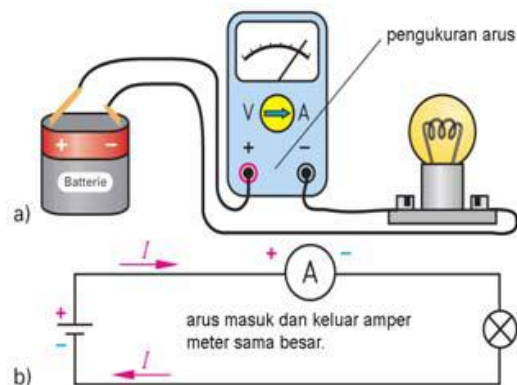 pengukuran arus
V A
+ -
+ -
Batterie
a)
I
+ -
A
+
-
arus masuk dan keluar amper
meter sama besar.
I
b)